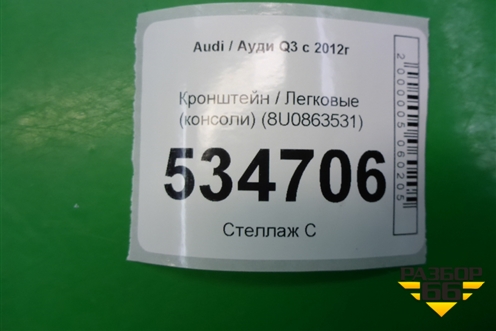 Audi / Ауди Q3 с 2012г
Кронштейн / Легковые
(консоли) (8U0863531)
534706
Стеллаж С
2000005060205
РАЗБОР
66